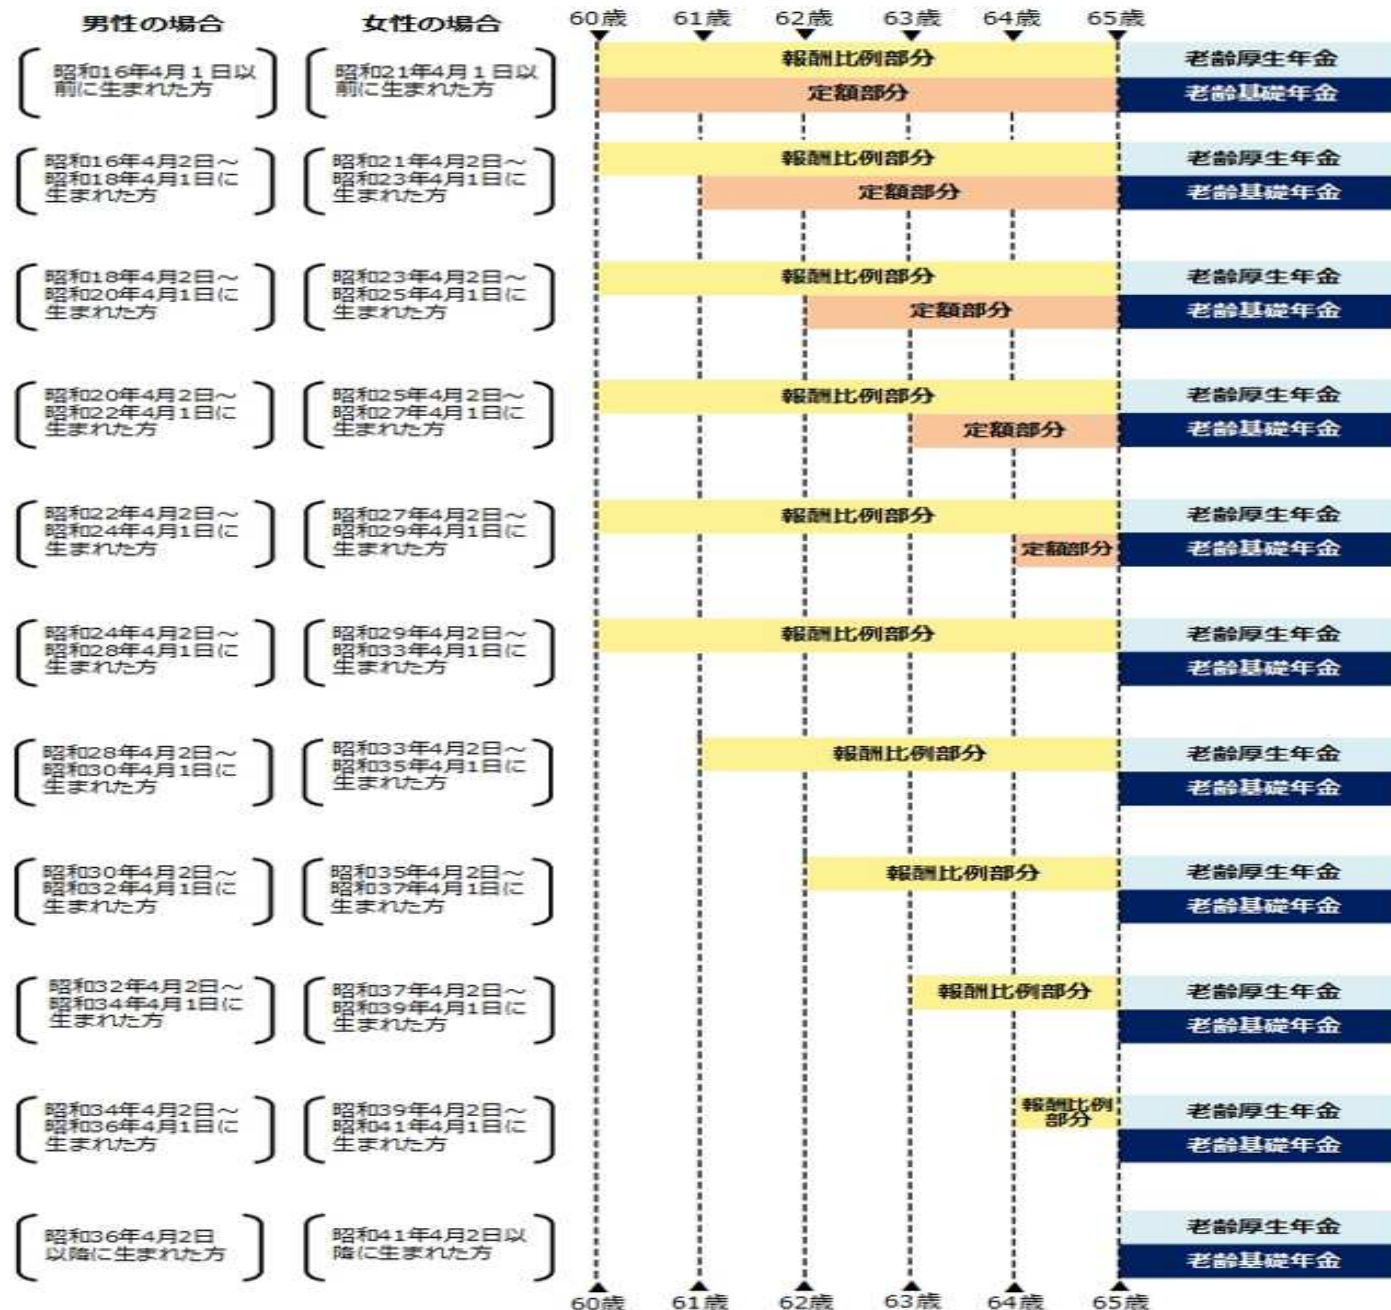 男性の場合
女性の場合
60歳
61歳
62歳
63歳
64歳
65歳
昭和16年4月1日以
前に生まれた方
昭和21年4月1日以
前に生まれた方
報酬比例部分
老齢厚生年金
定額部分
老齢基礎年金
昭和16年4月2日～
昭和18年4月1日に
生まれた方
昭和21年4月2日～
昭和23年4月1日に
生まれた方
報酬比例部分
老齢厚生年金
定額部分
老齢基礎年金
昭和18年4月2日～
昭和20年4月1日に
生まれた方
昭和23年4月2日～
昭和25年4月1日に
生まれた方
報酬比例部分
老齢厚生年金
定額部分
老齢基礎年金
昭和20年4月2日～
昭和22年4月1日に
生まれた方
昭和25年4月2日～
昭和27年4月1日に
生まれた方
報酬比例部分
老齢厚生年金
定額部分
老齢基礎年金
昭和22年4月2日～
昭和24年4月1日に
生まれた方
昭和27年4月2日～
昭和29年4月1日に
生まれた方
報酬比例部分
老齢厚生年金
定額部分
老齢基礎年金
昭和24年4月2日～
昭和28年4月1日に
生まれた方
昭和29年4月2日～
昭和33年4月1日に
生まれた方
報酬比例部分
老齢厚生年金
老齢基礎年金
昭和28年4月2日～
昭和30年4月1日に
生まれた方
昭和33年4月2日～
昭和35年4月1日に
生まれた方
報酬比例部分
老齢厚生年金
老齢基礎年金
昭和30年4月2日～
昭和32年4月1日に
生まれた方
昭和35年4月2日～
昭和37年4月1日に
生まれた方
報酬比例部分
老齢厚生年金
老齢基礎年金
昭和32年4月2日～
昭和34年4月1日に
生まれた方
昭和37年4月2日～
昭和39年4月1日に
生まれた方
報酬比例部分
老齢厚生年金
老齢基礎年金
昭和34年4月2日～
昭和36年4月1日に
生まれた方
昭和39年4月2日～
昭和41年4月1日に
生まれた方
報酬比例
部分
老齢厚生年金
老齢基礎年金
昭和36年4月2日
以降に生まれた方
昭和41年4月2日以
降に生まれた方
老齢厚生年金
老齢基礎年金
60歳
61歳
62歳
63歳
64歳
65歳